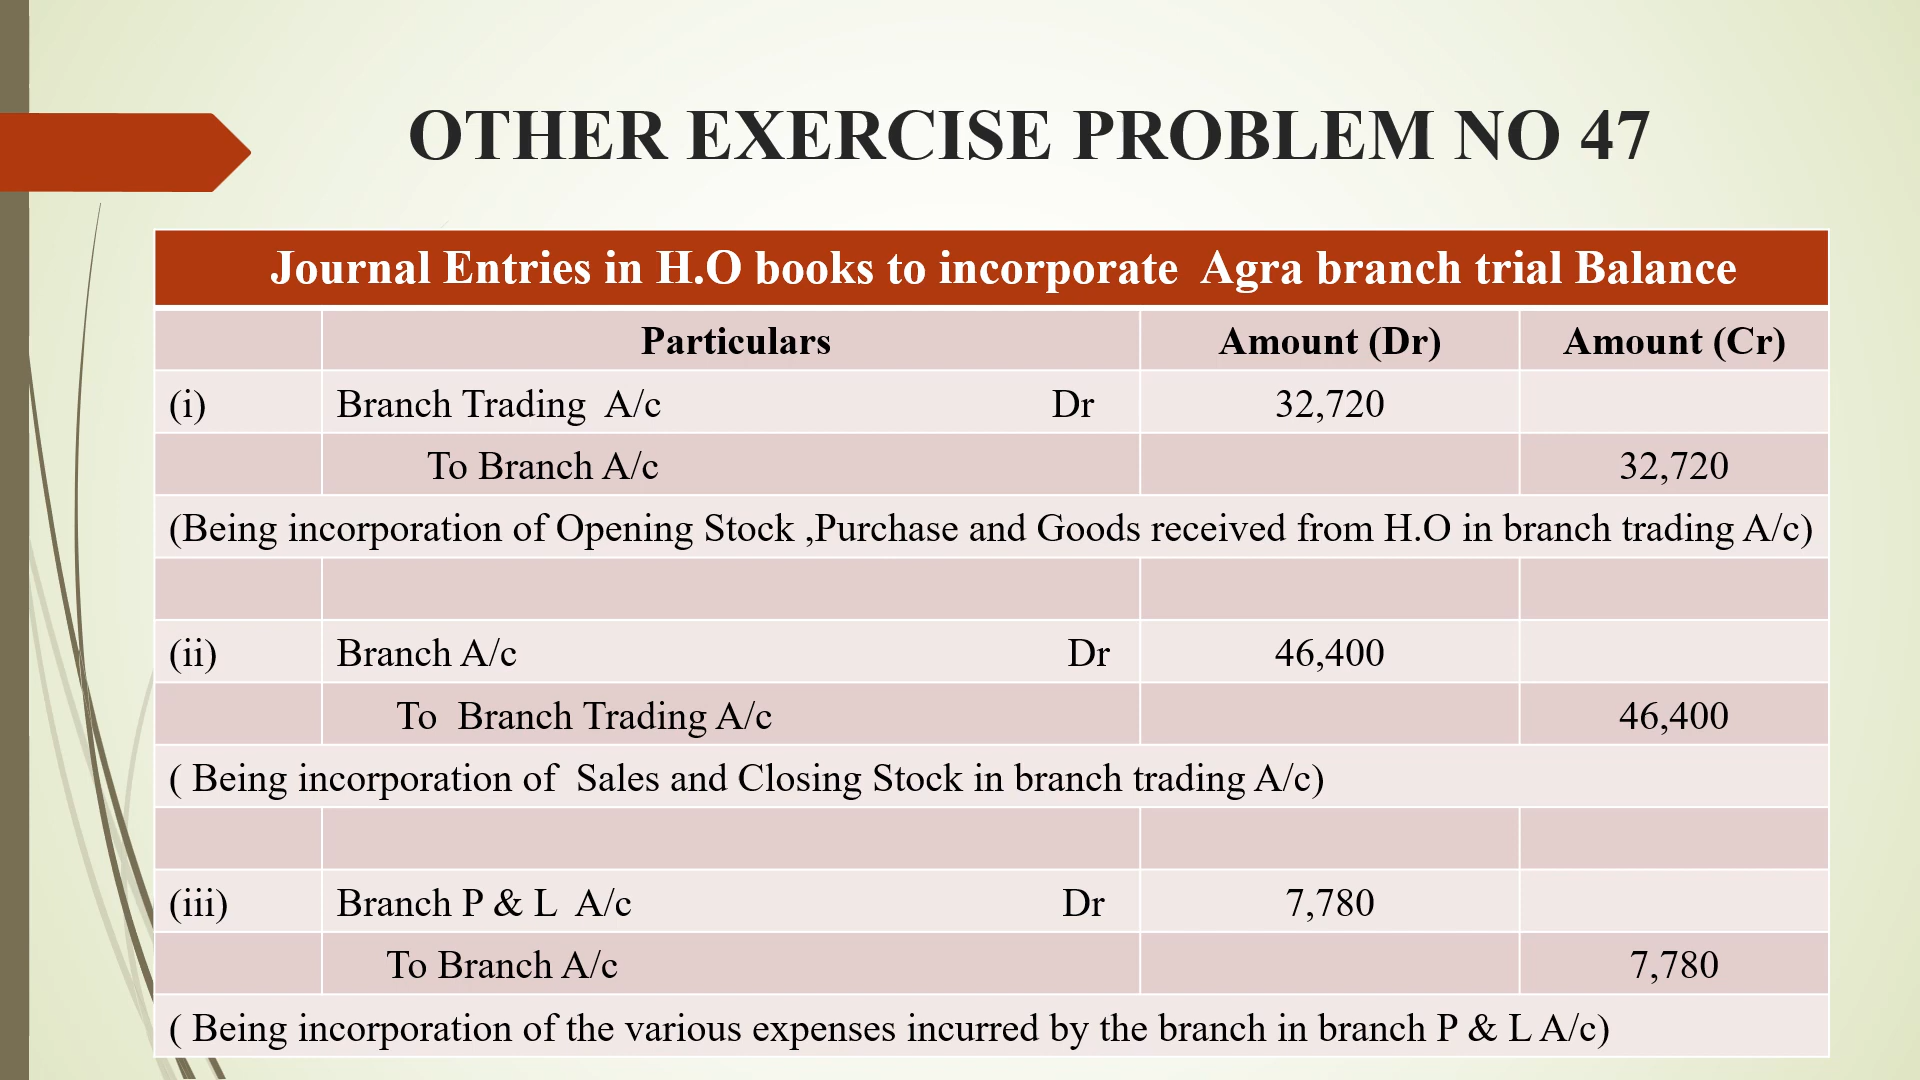 OTHER EXERCISE PROBLEM NO 47
Journal Entries in H.O books to incorporate Agra branch trial Balance
Particulars Amount (Dr) Amount (Cr)
(i) Branch Trading A/c Dr 32,720
To Branch A/c 32,720
(Being incorporation of Opening Stock ,Purchase and Goods received from H.O in branch trading A/c)
(ii) Branch A/c Dr 46,400
To Branch Trading A/c 46,400
( Being incorporation of Sales and Closing Stock in branch trading A/c)
(iii) Branch P & L A/c Dr 7,780
To Branch A/c 7,780
( Being incorporation of the various expenses incurred by the branch in branch P & L A/c)